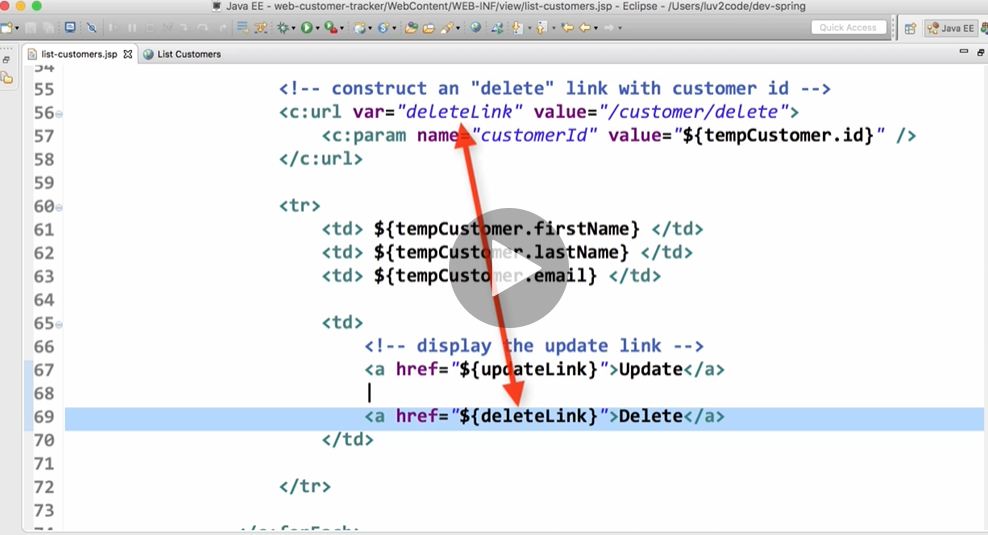 Java EE - web-customer-tracker/WebContent/WEB-INF/view/list-customers.jsp - Eclipse - /Users/luv2code/dev-spring
Quick Access
Java EE
list-customers.jsp
List Customers
54
55 <!-- construct an "delete" link with customer id -->
56 <c:url var="deleteLink" value="/customer/delete">
57 <c:param name="customerId" value="${tempCustomer.id}" />
58 </c:url>
59
60 <tr>
61 <td> ${tempCustomer.firstName} </td>
62 <td> ${tempCustomer.lastName} </td>
63 <td> ${tempCustomer.email} </td>
64
65 <td>
66 <!-- display the update link -->
67 <a href="${updateLink}">Update</a>
68 |
69 <a href="${deleteLink}">Delete</a>
70 </td>
71
72 </tr>
73
74 </c:forEach>